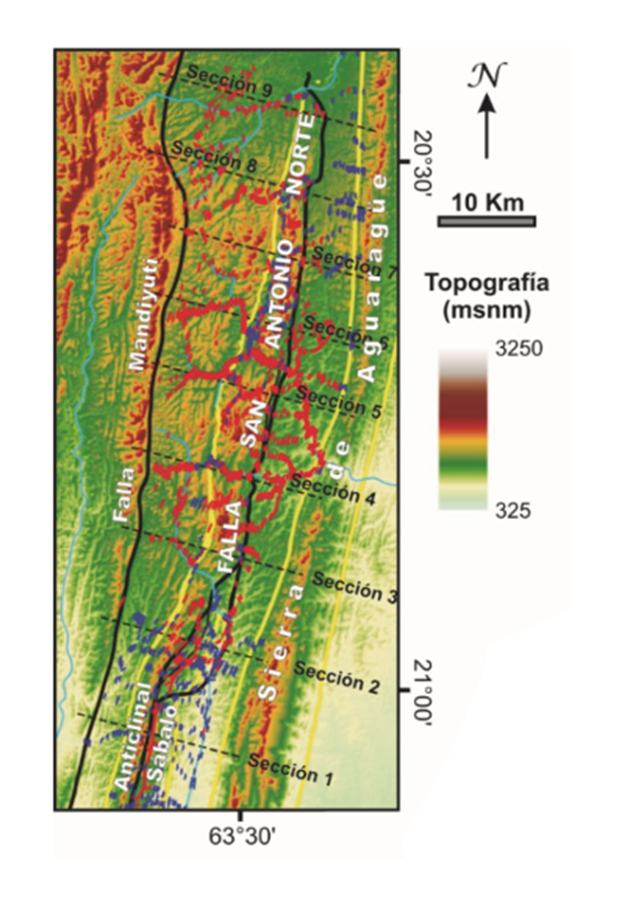 Sección 9
Sección 8
Sección 7
Sección 6
Sección 5
Sección 4
Sección 3
Sección 2
Sección 1
Falla Mandiyuti
FALLA SAN ANTONIO NORTE
Sierra de Aguaragüe
Anticlinal
Sabalo
N
20°30'
10 Km
Topografía
(msnm)
3250
325
21°00'
63°30'